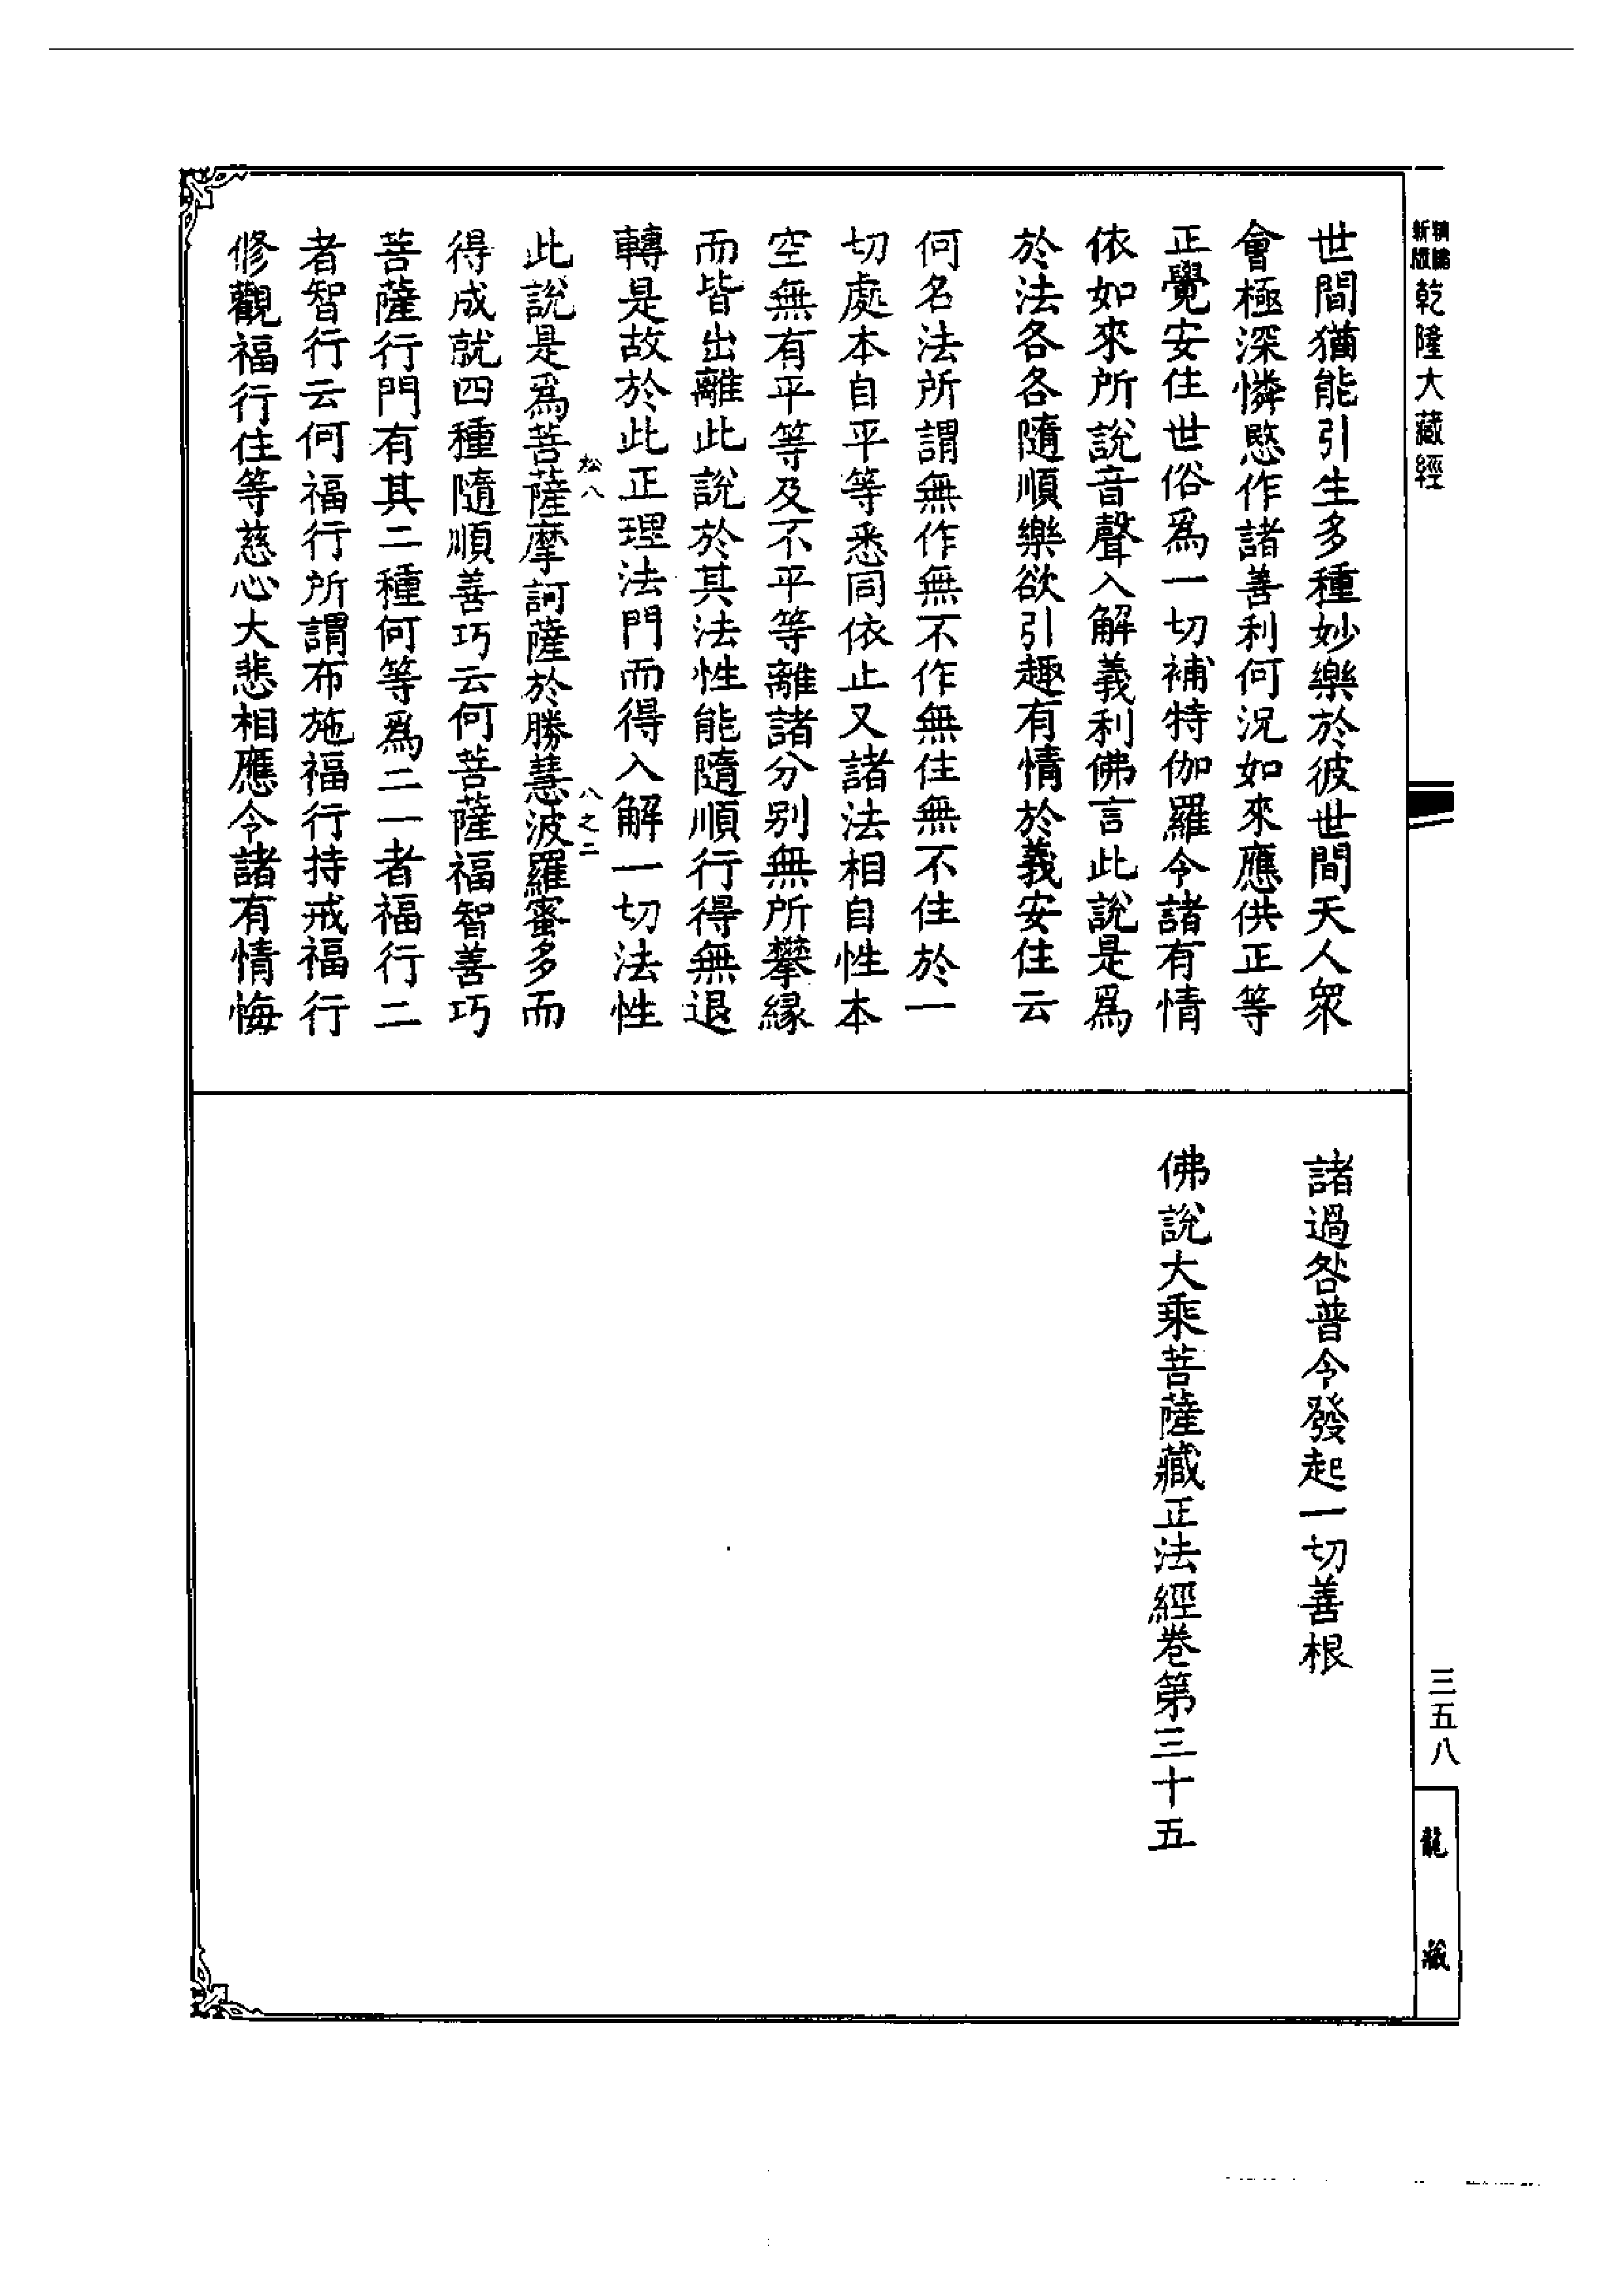 新版
乾隆大藏經
世間猶能引生多種妙樂於彼世間天人衆
會極深憐愍作諸善利何況如來應供正等
正覺安住世俗爲一切補特伽羅令諸有情
依如來所說音聲入解義利佛言此說是爲
於法各各隨順樂欲引趣有情於義安住云
何名法所謂無作無不作無住無不住於一
切處本自平等悉同依止又諸法相自性本
空無有平等及不平等離諸分别無所攀緣
而皆出離此說於其法性能隨順行得無退
轉是故於此正理法門而得入解一切法性
松八
八之二
此說是爲菩薩摩訶薩於勝慧波羅蜜多而
得成就四種隨順善巧云何菩薩福智善巧
菩薩行門有其二種何等爲二一者福行二
者智行云何福行所謂布施福行持戒福行
修觀福行住等慈心大悲相應令諸有情悔
諸過咎普令發起一切善根
佛說大乘菩薩藏正法經卷第三十五
三五八
龍藏